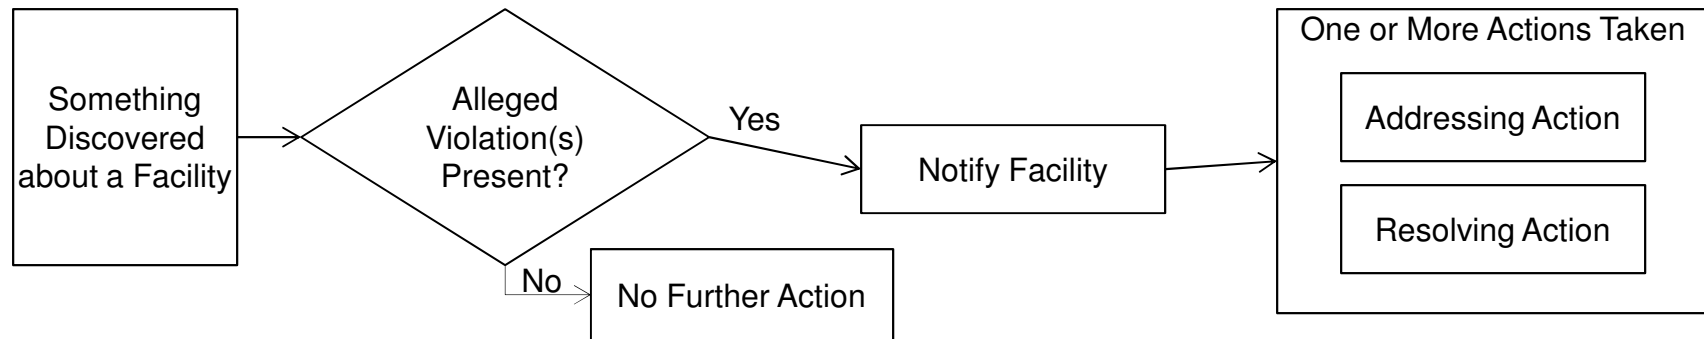 Something
Discovered
about a Facility
Alleged
Violation(s)
Present?
Yes
No
No Further Action
Notify Facility
One or More Actions Taken
Addressing Action
Resolving Action